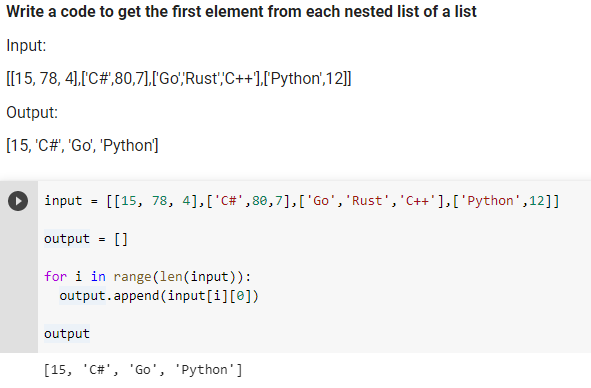 Write a code to get the first element from each nested list of a list
Input:
[[15, 78, 4],['C#',80,7],['Go','Rust','C++'],['Python',12]]
Output:
[15, 'C#', 'Go', 'Python']
input = [[15, 78, 4],['C#',80,7],['Go','Rust','C++'],['Python',12]]
output = []
for i in range(len(input)):
  output.append(input[i][0])
output
[15, 'C#', 'Go', 'Python']